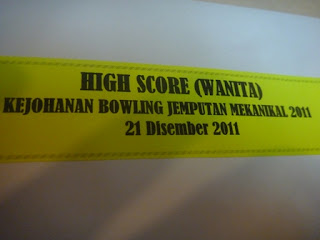 HIGH SCORE (WANITA)
KEJOHANAN BOWLING JEMPUTAN MEKANIKAL 2011
21 Disember 2011